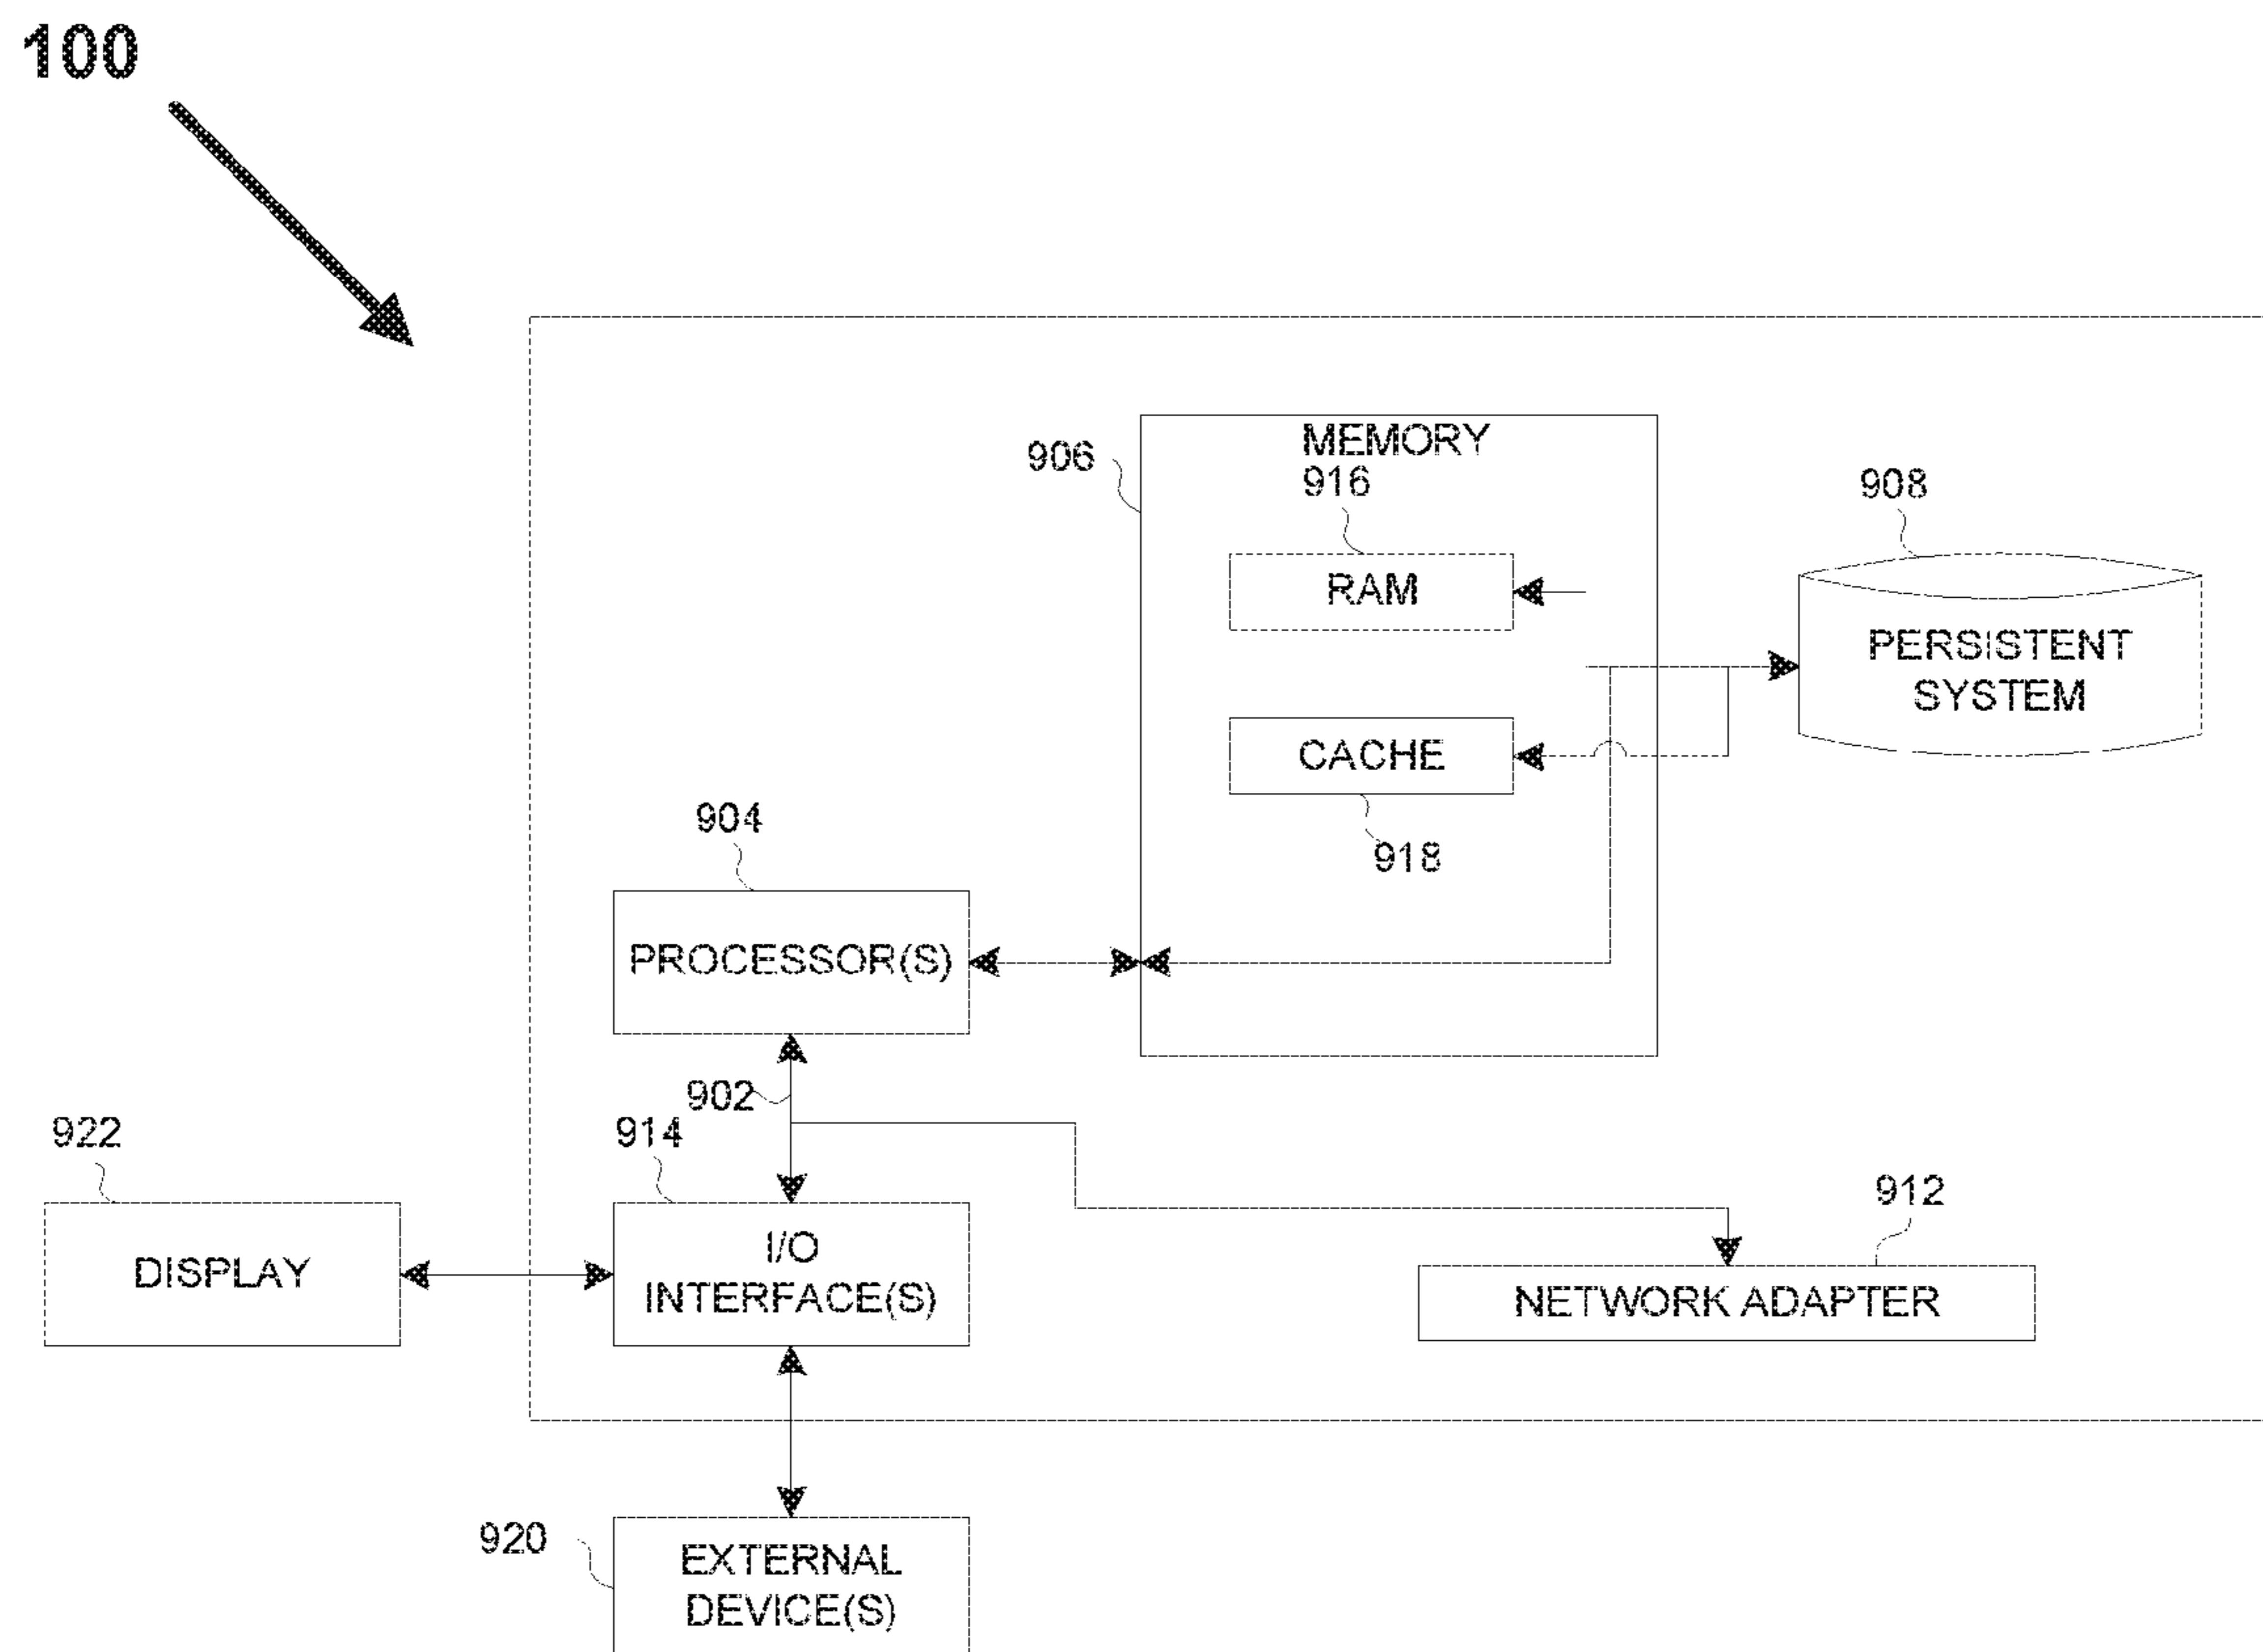 100
906
MEMORY
916
RAM
908
PERSISTENT
SYSTEM
CACHE
918
904
PROCESSOR(S)
902
922
914
912
DISPLAY
I/O
INTERFACE(S)
NETWORK ADAPTER
920
EXTERNAL
DEVICE(S)